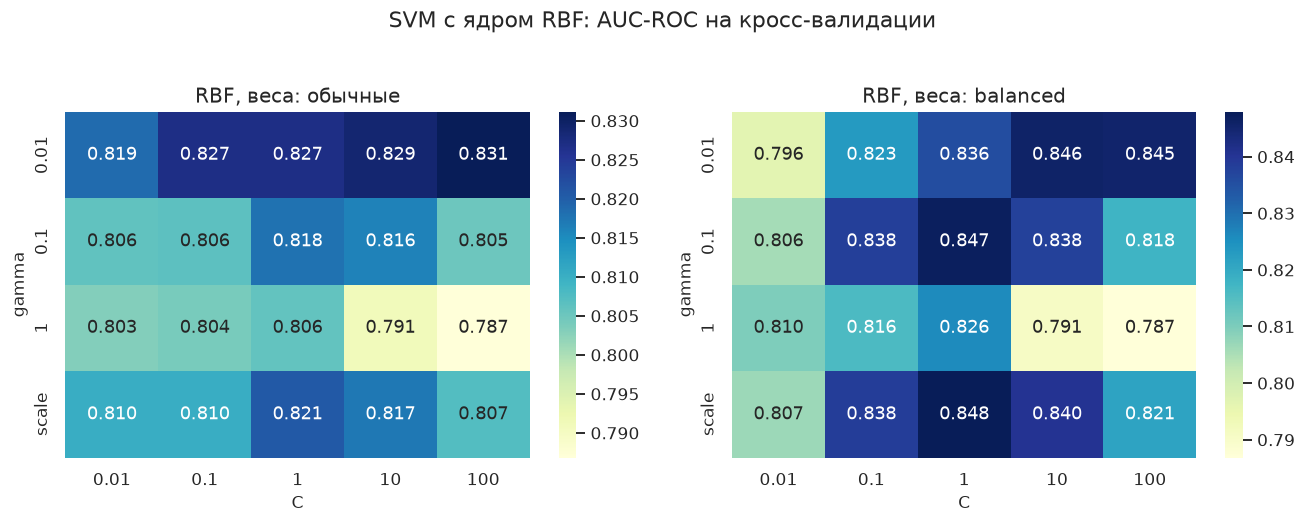 SVM с ядром RBF: AUC-ROC на кросс-валидации
RBF, веса: обычные
gamma
0.01 0.819 0.827 0.827 0.829 0.831
0.1 0.806 0.806 0.818 0.816 0.805
1 0.803 0.804 0.806 0.791 0.787
scale 0.810 0.810 0.821 0.817 0.807
0.01 0.1 1 10 100
C
0.830
0.825
0.820
0.815
0.810
0.805
0.800
0.795
0.790
RBF, веса: balanced
gamma
0.01 0.796 0.823 0.836 0.846 0.845
0.1 0.806 0.838 0.847 0.838 0.818
1 0.810 0.816 0.826 0.791 0.787
scale 0.807 0.838 0.848 0.840 0.821
0.01 0.1 1 10 100
C
0.84
0.83
0.82
0.81
0.80
0.79